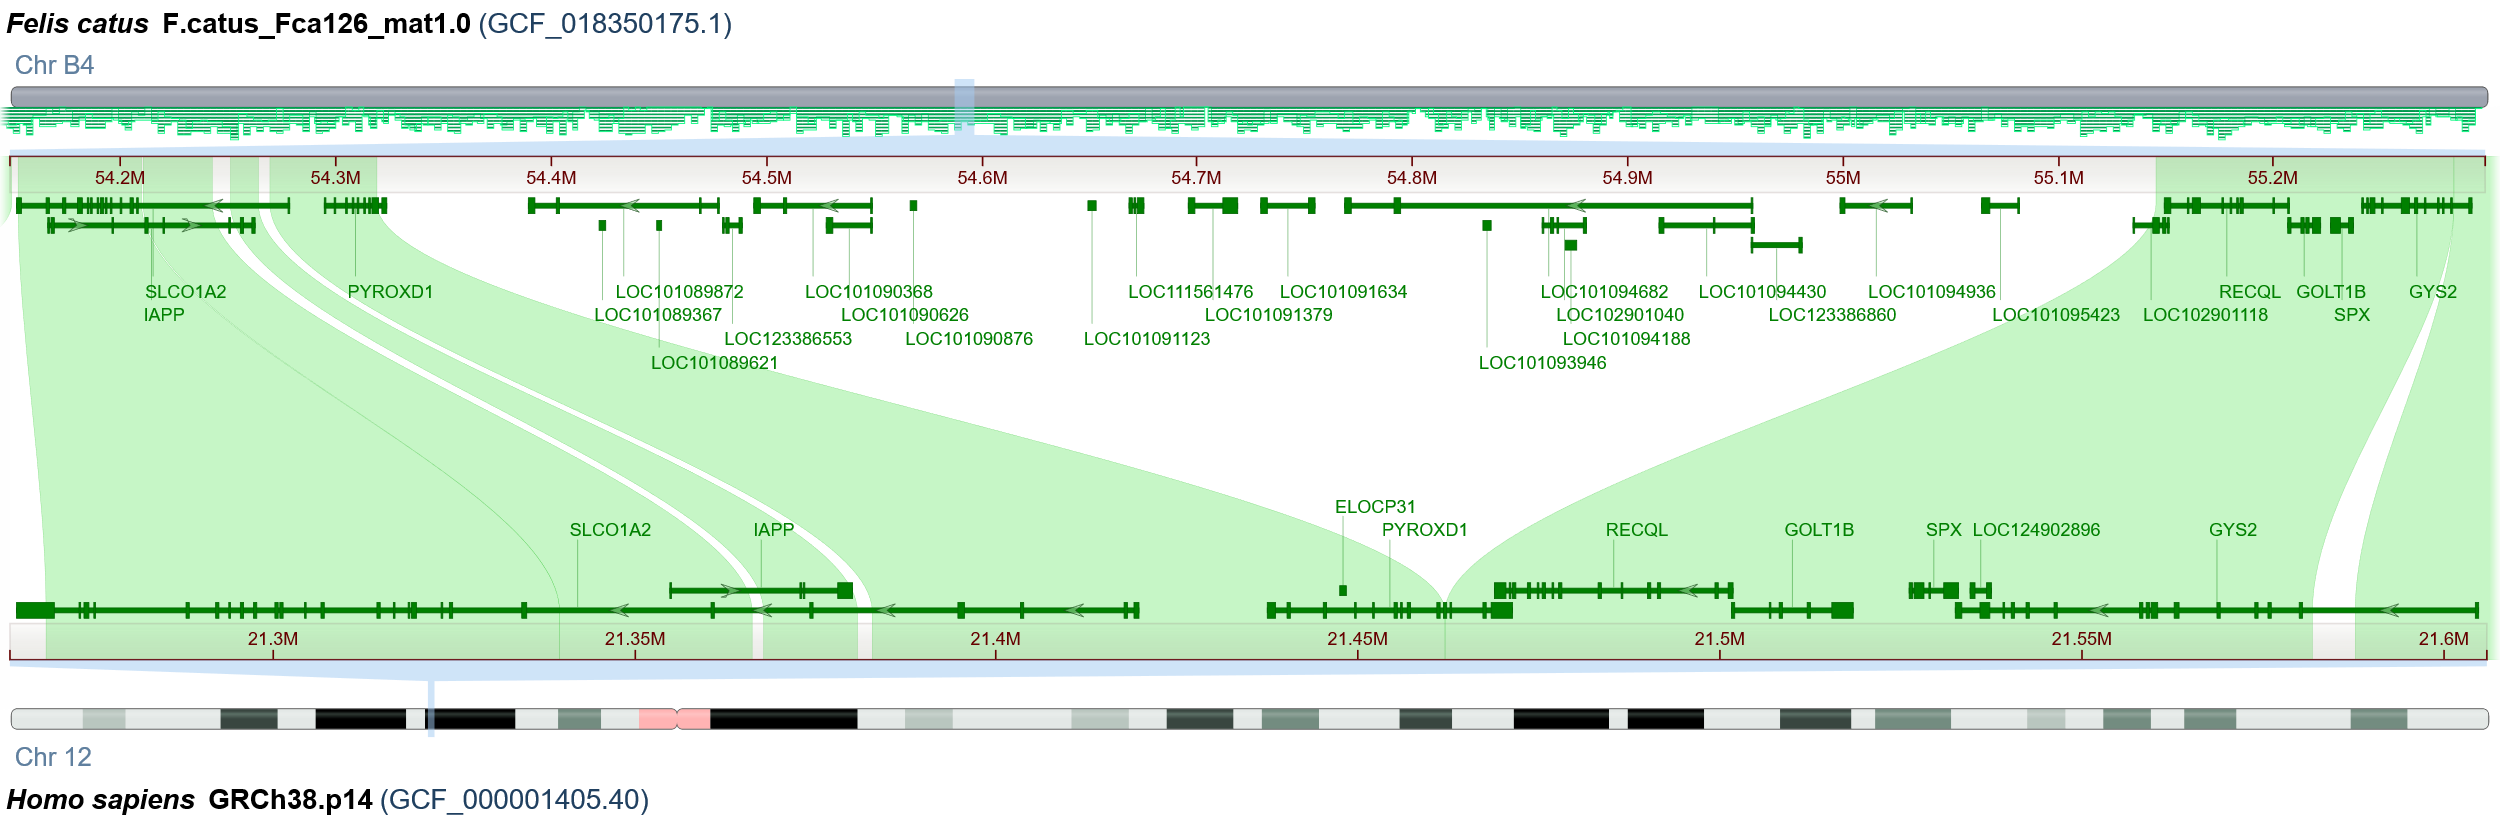 Felis catus F.catus_Fca126_mat1.0 (GCF_018350175.1)
Chr B4
54.2M 54.3M 54.4M 54.5M 54.6M 54.7M 54.8M 54.9M 55M 55.1M 55.2M
SLCO1A2 PYROXD1 LOC101089872 LOC101090368 LOC111561476 LOC101091634 LOC101094682 LOC101094430 LOC101094936 RECQL GOLT1B GYS2
IAPP LOC101089367 LOC101090626 LOC101091379 LOC102901040 LOC123386860 LOC101095423 LOC102901118 SPX
LOC123386553 LOC101090876 LOC101091123 LOC101094188
LOC101089621 LOC101093946
ELOCP31
SLCO1A2 IAPP PYROXD1 RECQL GOLT1B SPX LOC124902896 GYS2
21.3M 21.35M 21.4M 21.45M 21.5M 21.55M 21.6M
Chr 12
Homo sapiens GRCh38.p14 (GCF_000001405.40)